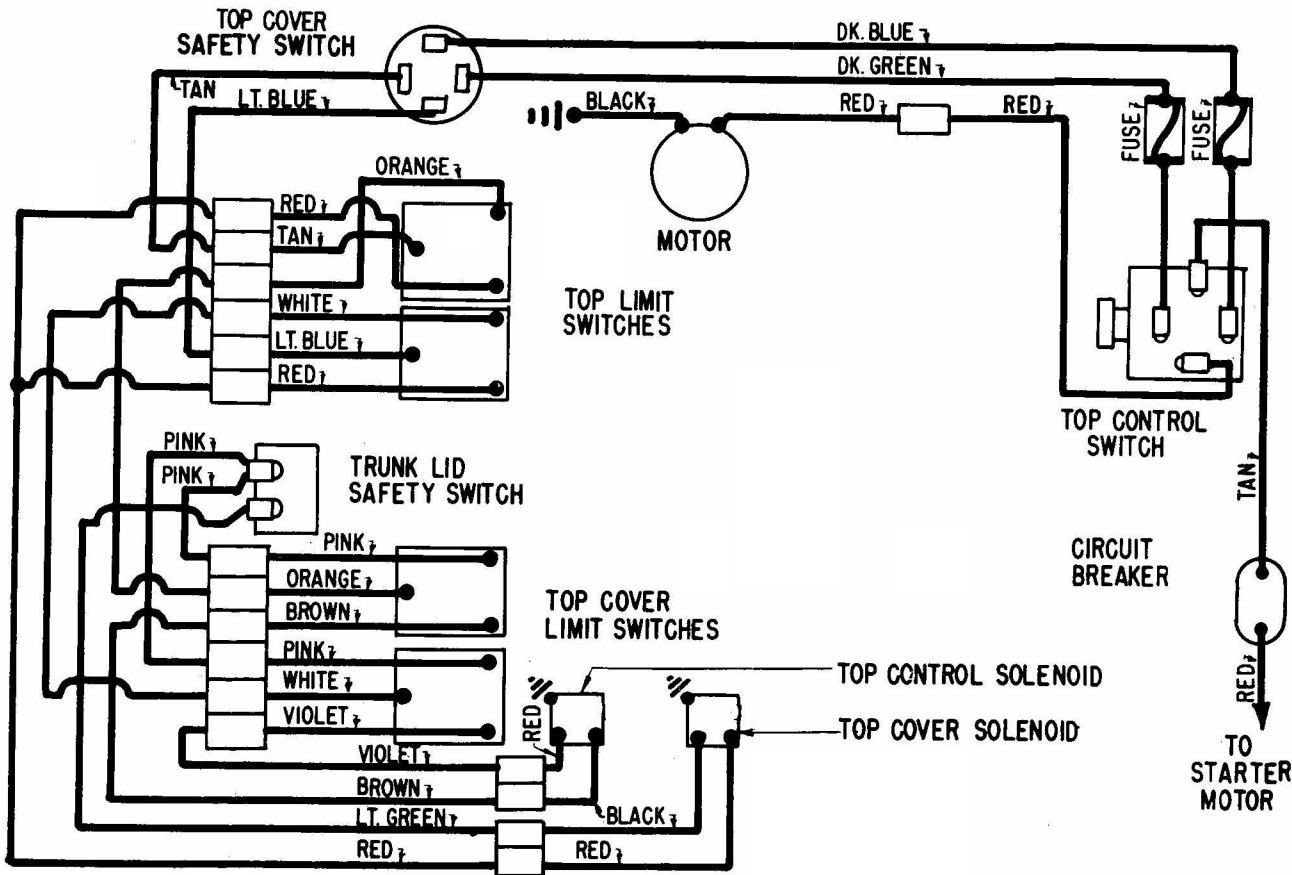 TOP COVER
SAFETY SWITCH
DK. BLUE
DK. GREEN
TAN
LT. BLUE
BLACK
RED
RED
FUSE
FUSE
ORANGE
RED
TAN
MOTOR
WHITE
TOP LIMIT
SWITCHES
LT. BLUE
RED
TOP CONTROL
SWITCH
PINK
PINK
TRUNK LID
SAFETY SWITCH
TAN
PINK
CIRCUIT
BREAKER
ORANGE
BROWN
TOP COVER
LIMIT SWITCHES
PINK
WHITE
TOP CONTROL SOLENOID
RED
VIOLET
RED
TOP COVER SOLENOID
VIOLET
TO
STARTER
MOTOR
BROWN
LT. GREEN
BLACK
RED
RED